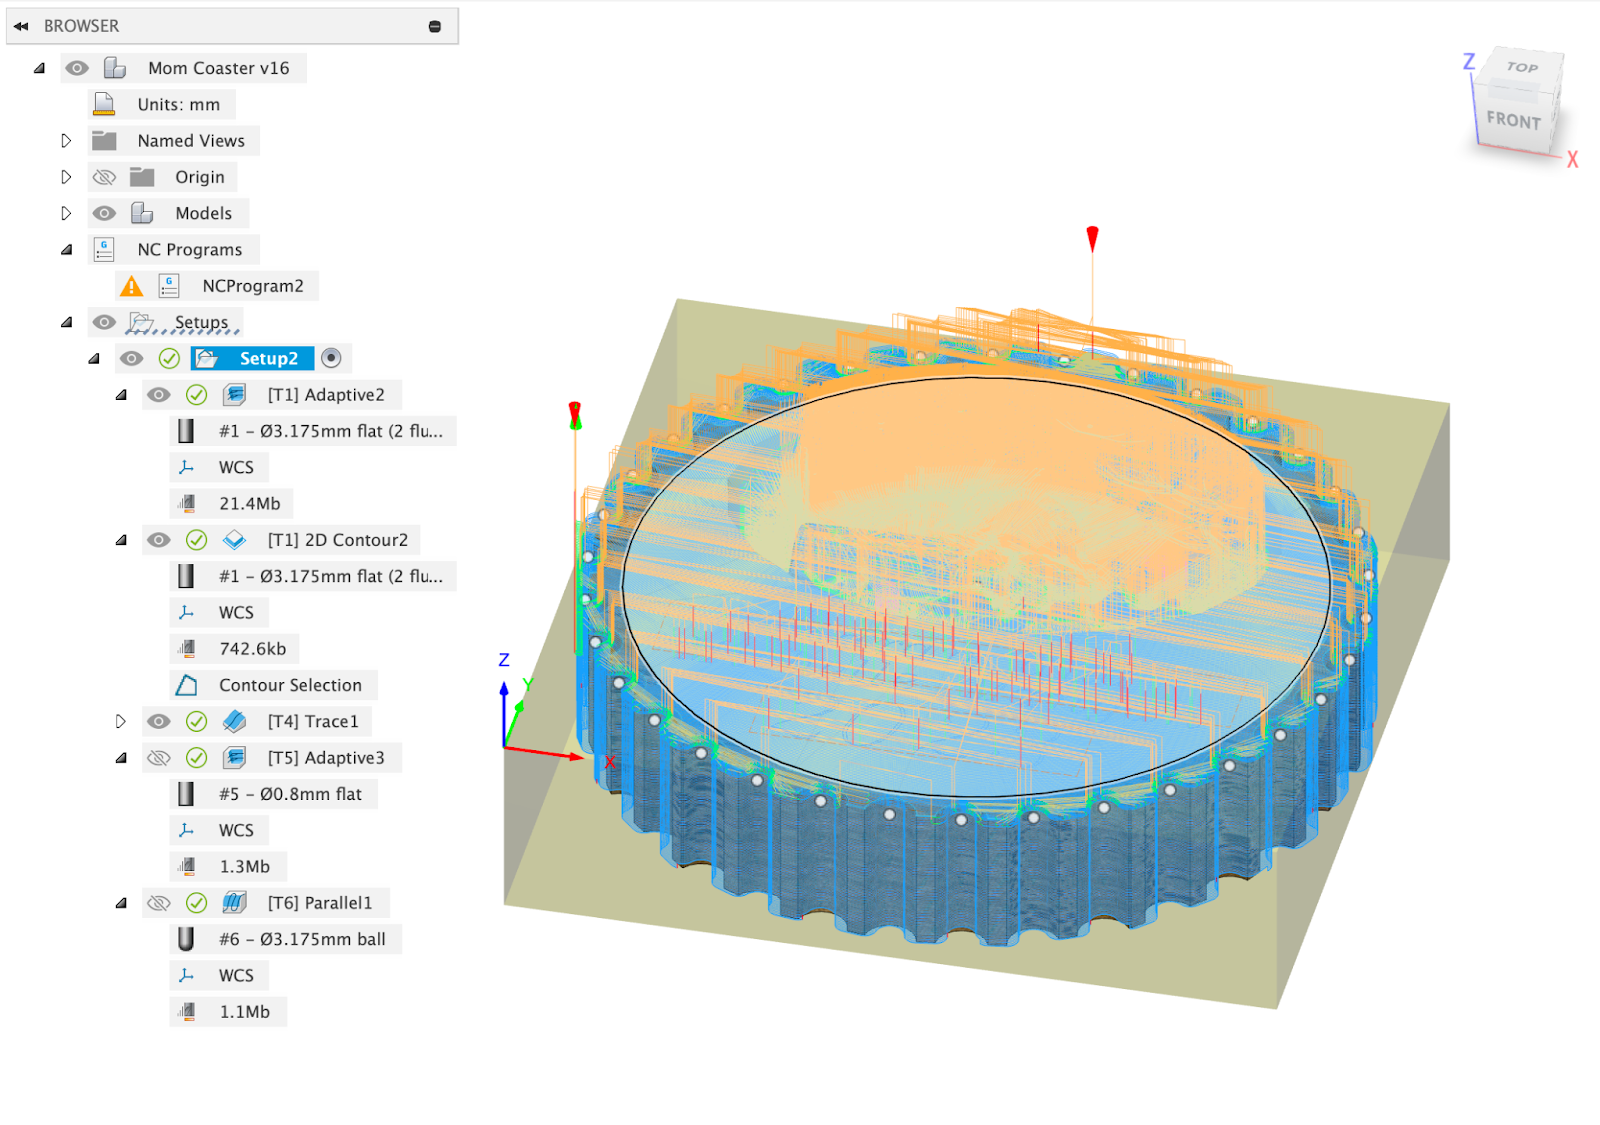 BROWSER
Mom Coaster v16
Units: mm
Named Views
Origin
Models
NC Programs
NCProgram2
Setups
Setup2
[T1] Adaptive2
#1 - Ø3.175mm flat (2 flu...
WCS
21.4Mb
[T1] 2D Contour2
#1 - Ø3.175mm flat (2 flu...
WCS
742.6kb
Contour Selection
[T4] Trace1
[T5] Adaptive3
#5 - Ø0.8mm flat
WCS
1.3Mb
[T6] Parallel1
#6 - Ø3.175mm ball
WCS
1.1Mb
Z
TOP
FRONT
X
Z
Y
X